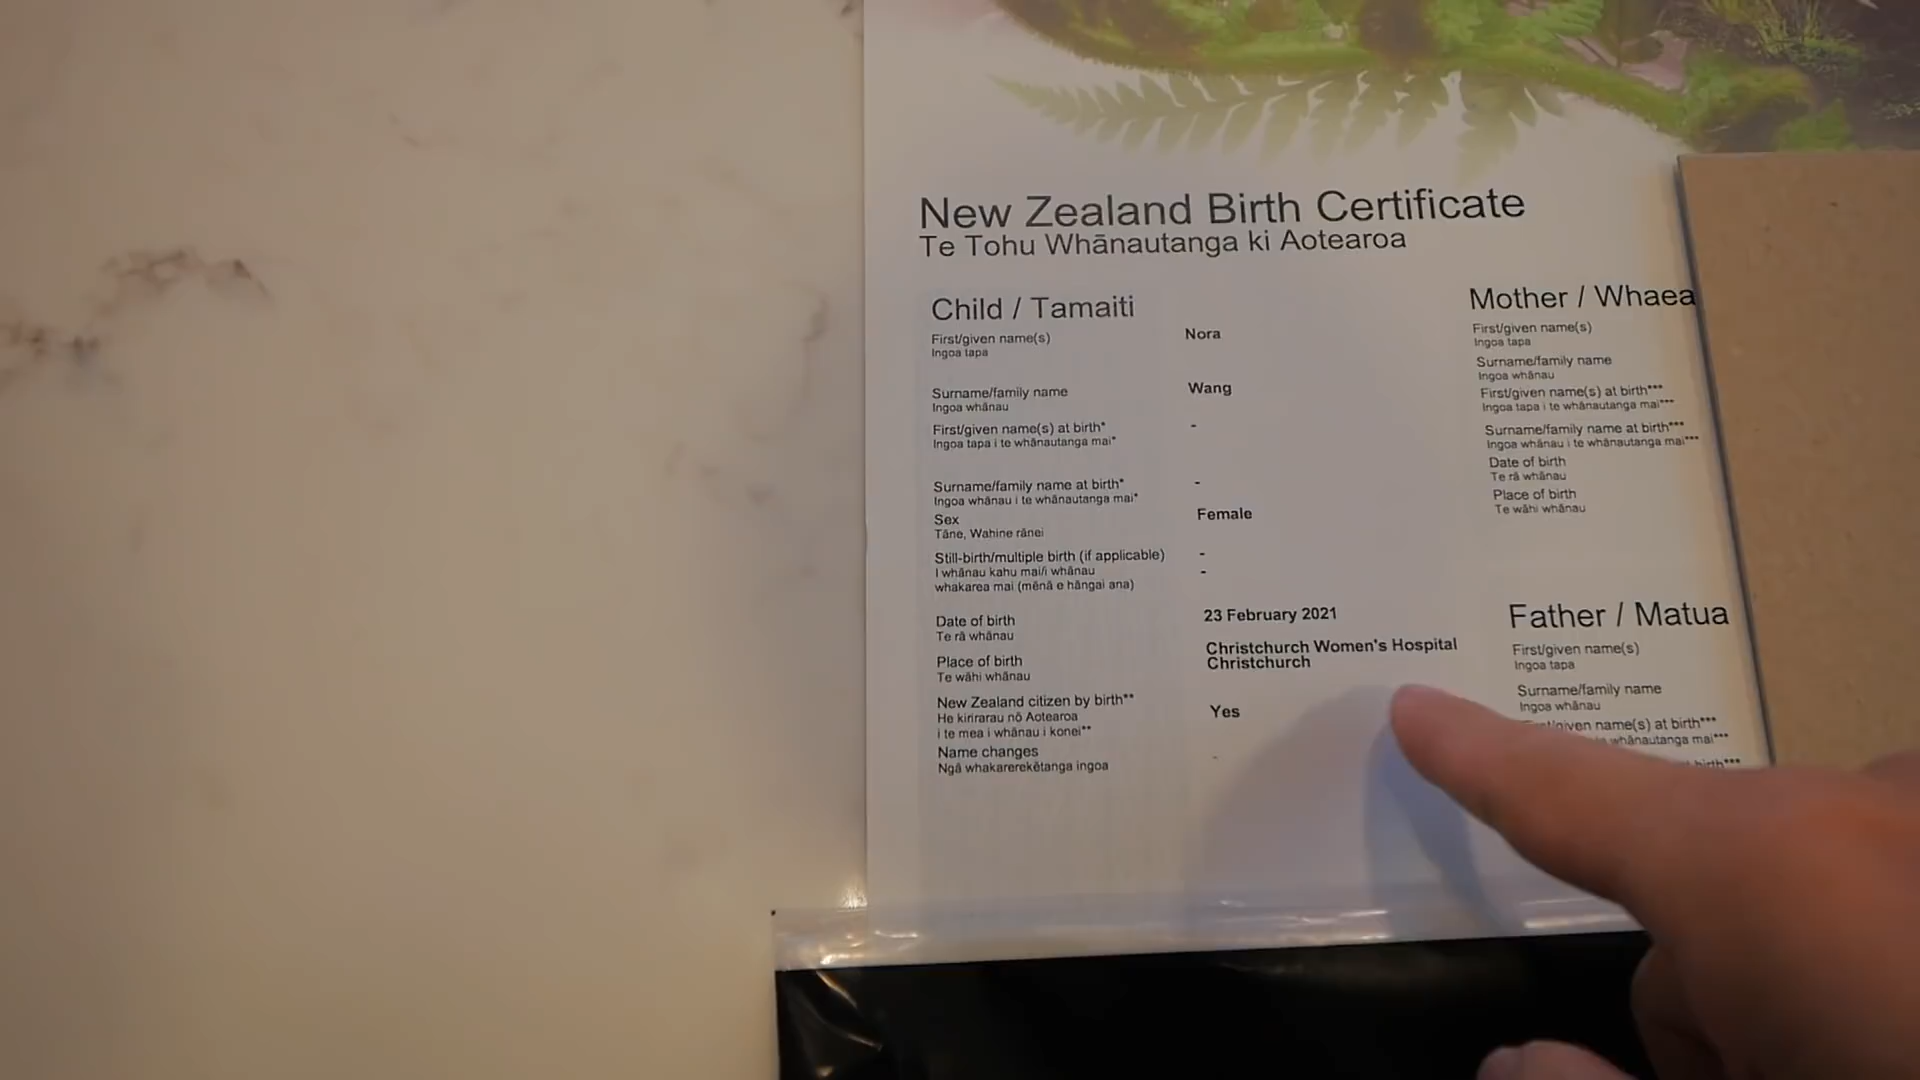 New Zealand Birth Certificate
Te Tohu Whānautanga ki Aotearoa
Child / Tamaiti
First/given name(s)
Ingoa tapa
Nora
Surname/family name
Ingoa whānau
Wang
First/given name(s) at birth*
Ingoa tapa i te whānautanga mai*
-
Surname/family name at birth*
Ingoa whānau i te whānautanga mai*
-
Sex
Tāne, Wahine rānei
Female
Still-birth/multiple birth (if applicable)
I whānau kahu mai/i whānau
whakarea mai (mēnā e hāngai ana)
-
-
Date of birth
Te rā whānau
23 February 2021
Place of birth
Te wāhi whānau
Christchurch Women's Hospital
Christchurch
New Zealand citizen by birth**
He kirirarau nō Aotearoa
i te mea i whānau i konei**
Yes
Name changes
Ngā whakarerekētanga ingoa
-
Mother / Whaea
First/given name(s)
Ingoa tapa
Surname/family name
Ingoa whānau
First/given name(s) at birth***
Ingoa tapa i te whānautanga mai***
Surname/family name at birth***
Ingoa whānau i te whānautanga mai***
Date of birth
Te rā whānau
Place of birth
Te wāhi whānau
Father / Matua
First/given name(s)
Ingoa tapa
Surname/family name
Ingoa whānau
First/given name(s) at birth***
whānautanga mai***
birth***